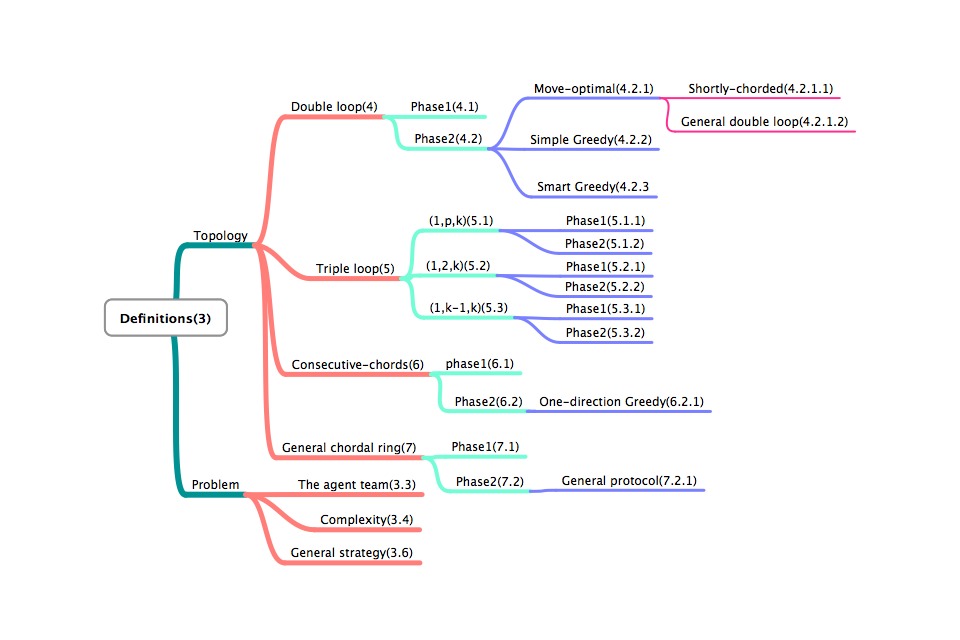 Definitions(3)
Topology
Double loop(4)
Phase1(4.1)
Phase2(4.2)
Move-optimal(4.2.1)
Shortly-chorded(4.2.1.1)
General double loop(4.2.1.2)
Simple Greedy(4.2.2)
Smart Greedy(4.2.3
Triple loop(5)
(1,p,k)(5.1)
Phase1(5.1.1)
Phase2(5.1.2)
(1,2,k)(5.2)
Phase1(5.2.1)
Phase2(5.2.2)
(1,k-1,k)(5.3)
Phase1(5.3.1)
Phase2(5.3.2)
Consecutive-chords(6)
phase1(6.1)
Phase2(6.2)
One-direction Greedy(6.2.1)
General chordal ring(7)
Phase1(7.1)
Phase2(7.2)
General protocol(7.2.1)
Problem
The agent team(3.3)
Complexity(3.4)
General strategy(3.6)